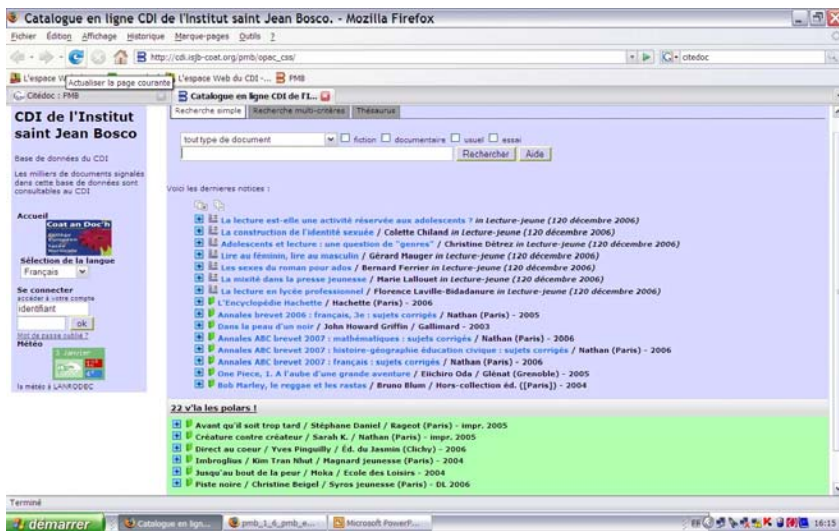 Catalogue en ligne CDI de l'Institut saint Jean Bosco. - Mozilla Firefox
Fichier Édition Affichage Historique Marque-pages Outils ?
http://cdi.isjb-coat.org/pmb/opac_css/
citedoc
L'espace
Actualiser la page courante
L'espace Web du CDI -... PMB
Citédoc : PMB
Catalogue en ligne CDI de l'I...
CDI de l'Institut saint Jean Bosco
Base de données du CDI
Les milliers de documents signalés
dans cette base de données sont
consultables au CDI
Accueil
Coat an Doc'h
Sélection de la langue
Français
Se connecter
accéder à votre compte
identifiant
ok
Mot de passe oublié ?
Météo
3 Janvier
12°
4°
la météo à LANRODEC
Recherche simple Recherche multi-critères Thésaurus
tout type de document fiction documentaire usuel essai
Rechercher Aide
Voici les dernieres notices :
La lecture est-elle une activité réservée aux adolescents ? in Lecture-jeune (120 décembre 2006)
La construction de l'identité sexuée / Colette Chiland in Lecture-jeune (120 décembre 2006)
Adolescents et lecture : une question de "genres" / Christine Détrez in Lecture-jeune (120 décembre 2006)
Lire au féminin, lire au masculin / Gérard Mauger in Lecture-jeune (120 décembre 2006)
Les sexes du roman pour ados / Bernard Ferrier in Lecture-jeune (120 décembre 2006)
La mixité dans la presse jeunesse / Marie Lallouet in Lecture-jeune (120 décembre 2006)
La lecture en lycée professionnel / Florence Laville-Bidadanure in Lecture-jeune (120 décembre 2006)
L'Encyclopédie Hachette / Hachette (Paris) - 2006
Annales brevet 2006 : français, 3e : sujets corrigés / Nathan (Paris) - 2005
Dans la peau d'un noir / John Howard Griffin / Gallimard - 2003
Annales ABC brevet 2007 : mathématiques : sujets corrigés / Nathan (Paris) - 2006
Annales ABC brevet 2007 : histoire-géographie éducation civique : sujets corrigés / Nathan (Paris) - 2006
Annales ABC brevet 2007 : français : sujets corrigés / Nathan (Paris) - 2006
One Piece, 1. A l'aube d'une grande aventure / Eiichiro Oda / Glénat (Grenoble) - 2005
Bob Marley, le reggae et les rastas / Bruno Blum / Hors-collection éd. ([Paris]) - 2004
22 v'la les polars !
Avant qu'il soit trop tard / Stéphane Daniel / Rageot (Paris) - impr. 2005
Créature contre créateur / Sarah K. / Nathan (Paris) - impr. 2005
Direct au coeur / Yves Pinguilly / Éd. du Jasmin (Clichy) - 2006
Imbroglius / Kim Tran Nhut / Magnard jeunesse (Paris) - 2006
Jusqu'au bout de la peur / Moka / Ecole des Loisirs - 2004
Piste noire / Christine Beigel / Syros jeunesse (Paris) - DL 2006
Terminé
démarrer Catalogue en lign... pmb_1_6_pmb_e... Microsoft PowerP... FR 18:15